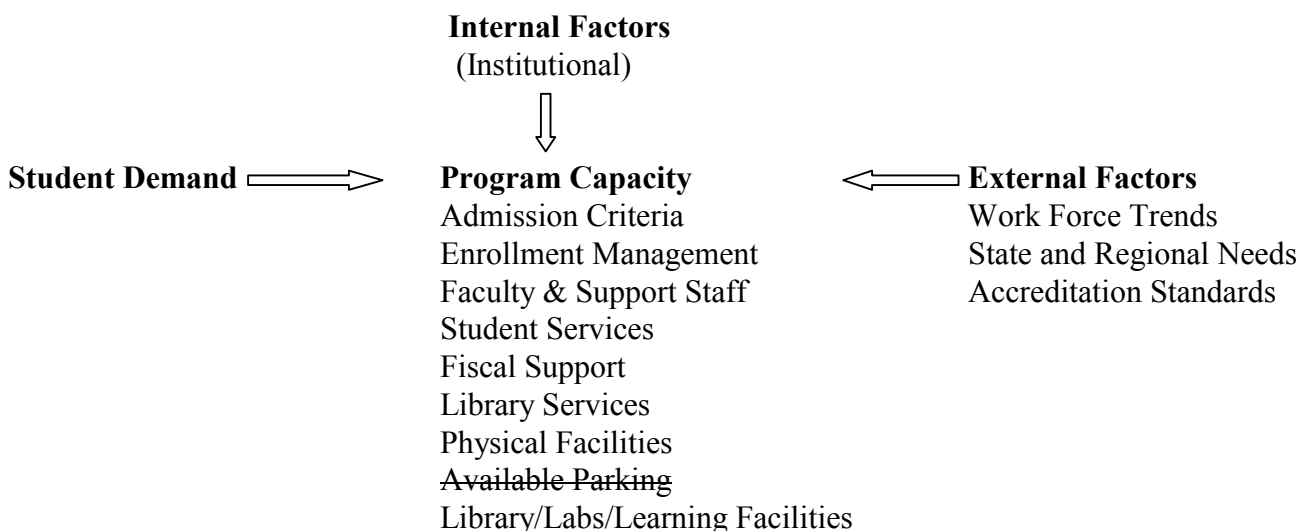 Internal Factors
(Institutional)
Student Demand
Program Capacity
Admission Criteria
Enrollment Management
Faculty & Support Staff
Student Services
Fiscal Support
Library Services
Physical Facilities
Available Parking
Library/Labs/Learning Facilities
External Factors
Work Force Trends
State and Regional Needs
Accreditation Standards